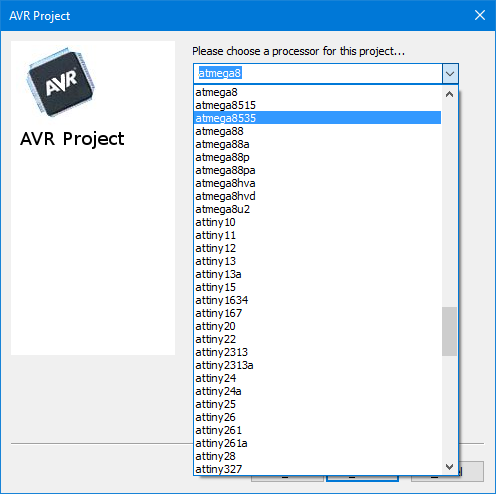 AVR Project
Please choose a processor for this project...
AVR
AVR Project
atmega8
atmega8
atmega8515
atmega8535
atmega88
atmega88a
atmega88p
atmega88pa
atmega8hva
atmega8hvd
atmega8u2
attiny10
attiny11
attiny12
attiny13
attiny13a
attiny15
attiny1634
attiny167
attiny20
attiny22
attiny2313
attiny2313a
attiny24
attiny24a
attiny25
attiny26
attiny261
attiny261a
attiny28
attiny327